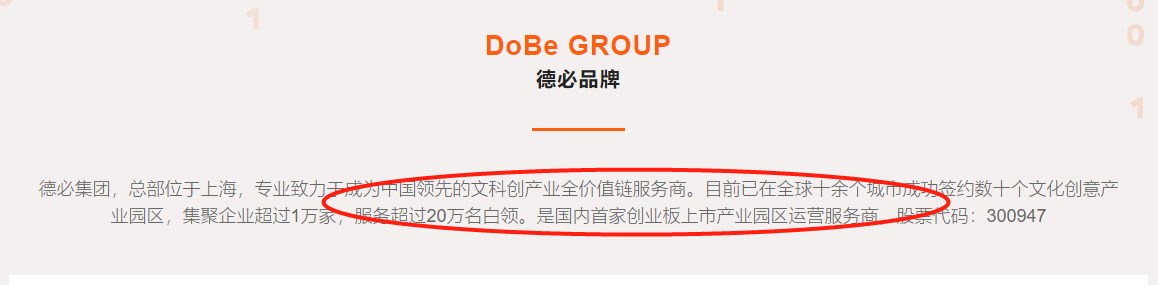 1
1
0
0
DoBe GROUP
德必品牌
1
德必集团，总部位于上海，专业致力于成为中国领先的文科创产业全价值链服务商。目前已在全球十余个城市成功签约数十个文化创意产
业园区，集聚企业超过1万家，服务超过20万名白领。是国内首家创业板上市产业园区运营服务商，股票代码：300947